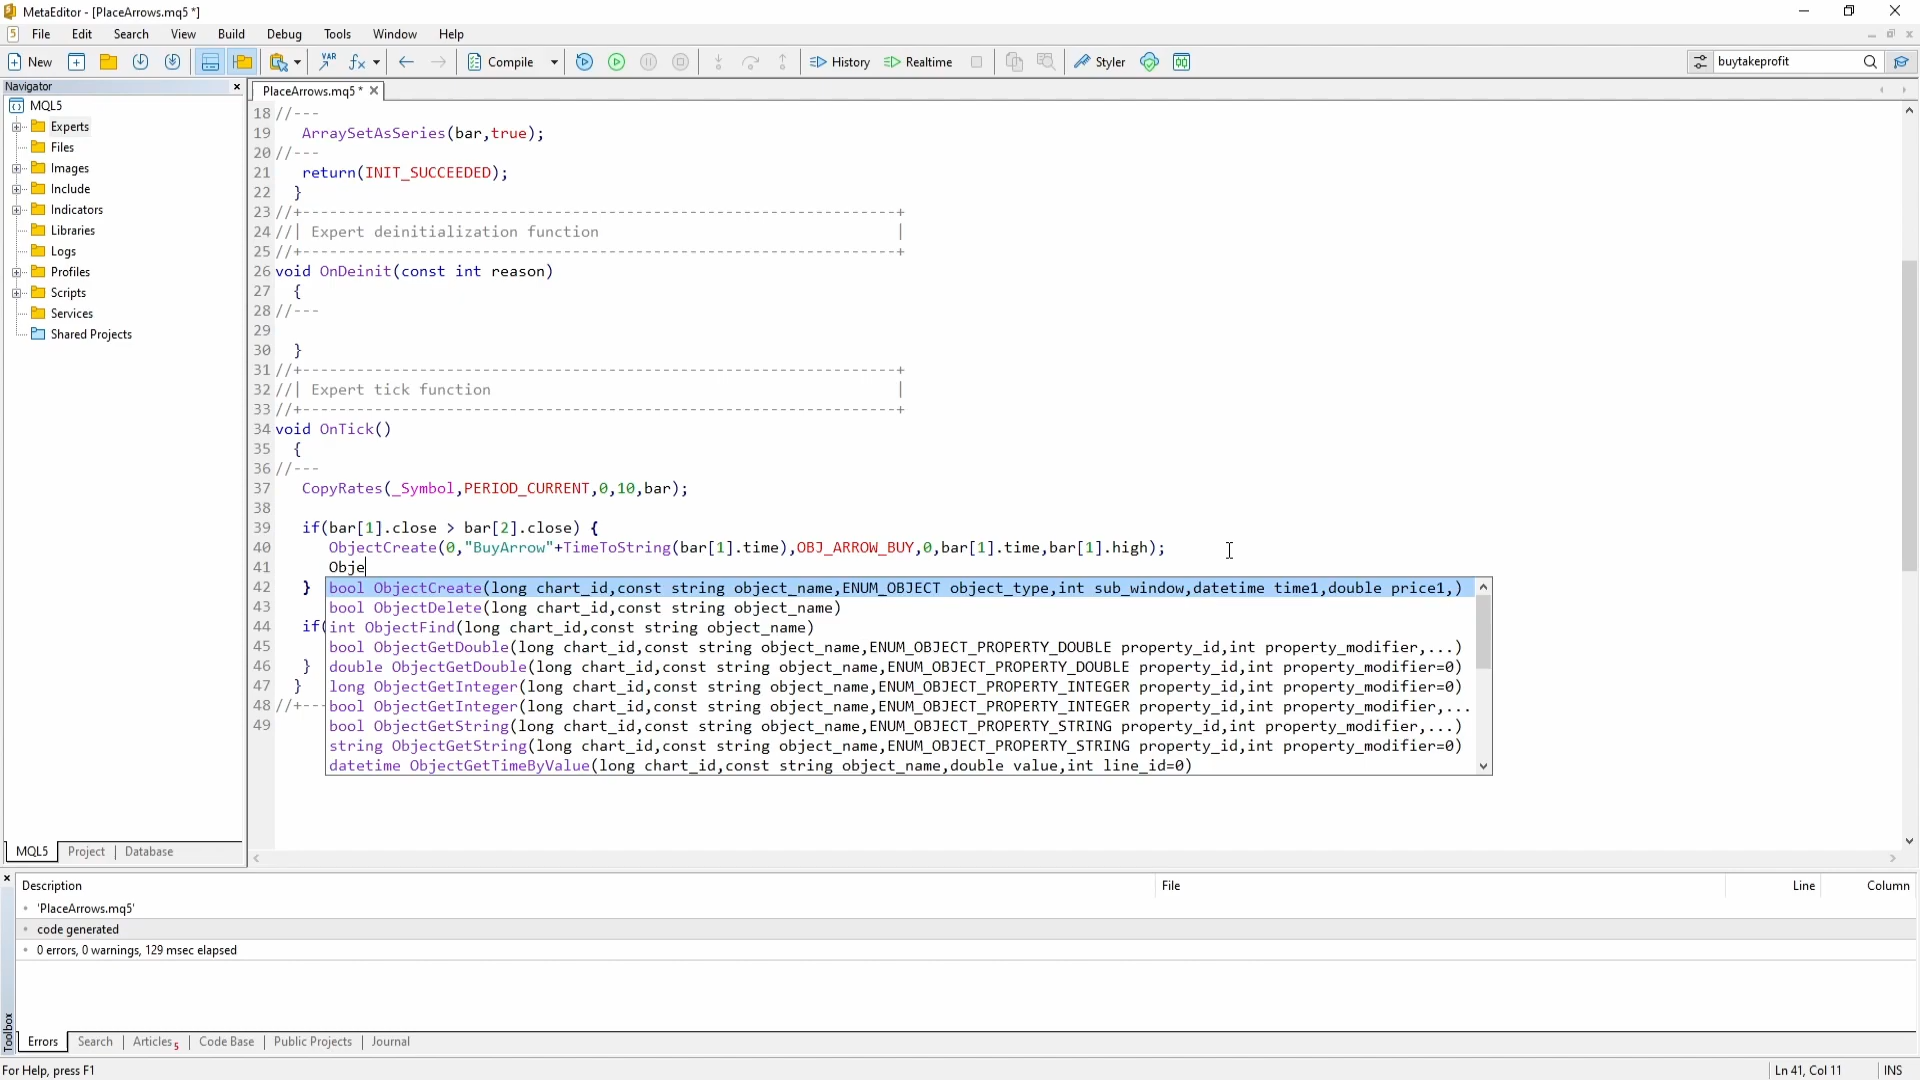 MetaEditor - [PlaceArrows.mq5 *]
File Edit Search View Build Debug Tools Window Help
New Compile History Realtime Styler buytakeprofit
Navigator
MQL5
Experts
Files
Images
Include
Indicators
Libraries
Logs
Profiles
Scripts
Services
Shared Projects
MQL5 Project Database
PlaceArrows.mq5 *
18 //---
19 ArraySetAsSeries(bar,true);
20 //---
21 return(INIT_SUCCEEDED);
22 }
23 //+------------------------------------------------------------------+
24 //| Expert deinitialization function |
25 //+------------------------------------------------------------------+
26 void OnDeinit(const int reason)
27 {
28 //---
29
30 }
31 //+------------------------------------------------------------------+
32 //| Expert tick function |
33 //+------------------------------------------------------------------+
34 void OnTick()
35 {
36 //---
37 CopyRates(_Symbol,PERIOD_CURRENT,0,10,bar);
38
39 if(bar[1].close > bar[2].close) {
40 ObjectCreate(0,"BuyArrow"+TimeToString(bar[1].time),OBJ_ARROW_BUY,0,bar[1].time,bar[1].high);
41 Obje
42 } bool ObjectCreate(long chart_id,const string object_name,ENUM_OBJECT object_type,int sub_window,datetime time1,double price1,)
43 bool ObjectDelete(long chart_id,const string object_name)
44 if( int ObjectFind(long chart_id,const string object_name)
45 bool ObjectGetDouble(long chart_id,const string object_name,ENUM_OBJECT_PROPERTY_DOUBLE property_id,int property_modifier,...)
46 } double ObjectGetDouble(long chart_id,const string object_name,ENUM_OBJECT_PROPERTY_DOUBLE property_id,int property_modifier=0)
47 } long ObjectGetInteger(long chart_id,const string object_name,ENUM_OBJECT_PROPERTY_INTEGER property_id,int property_modifier=0)
48 //+--- bool ObjectGetInteger(long chart_id,const string object_name,ENUM_OBJECT_PROPERTY_INTEGER property_id,int property_modifier,...
49 bool ObjectGetString(long chart_id,const string object_name,ENUM_OBJECT_PROPERTY_STRING property_id,int property_modifier,...)
string ObjectGetString(long chart_id,const string object_name,ENUM_OBJECT_PROPERTY_STRING property_id,int property_modifier=0)
datetime ObjectGetTimeByValue(long chart_id,const string object_name,double value,int line_id=0)
Description File Line Column
'PlaceArrows.mq5'
code generated
0 errors, 0 warnings, 129 msec elapsed
Toolbox
Errors Search Articles 5 Code Base Public Projects Journal
For Help, press F1 Ln 41, Col 11 INS